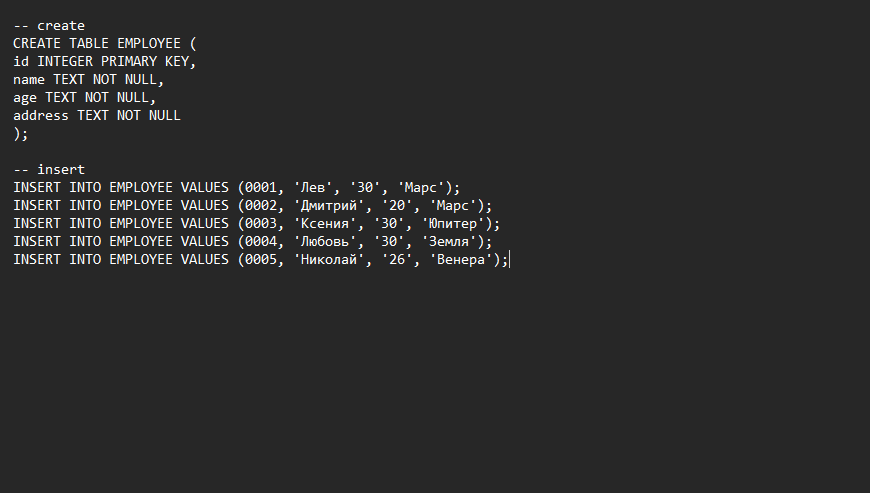 -- create
CREATE TABLE EMPLOYEE (
id INTEGER PRIMARY KEY,
name TEXT NOT NULL,
age TEXT NOT NULL,
address TEXT NOT NULL
);
-- insert
INSERT INTO EMPLOYEE VALUES (0001, 'Лев', '30', 'Марс');
INSERT INTO EMPLOYEE VALUES (0002, 'Дмитрий', '20', 'Марс');
INSERT INTO EMPLOYEE VALUES (0003, 'Ксения', '30', 'Юпитер');
INSERT INTO EMPLOYEE VALUES (0004, 'Любовь', '30', 'Земля');
INSERT INTO EMPLOYEE VALUES (0005, 'Николай', '26', 'Венера');